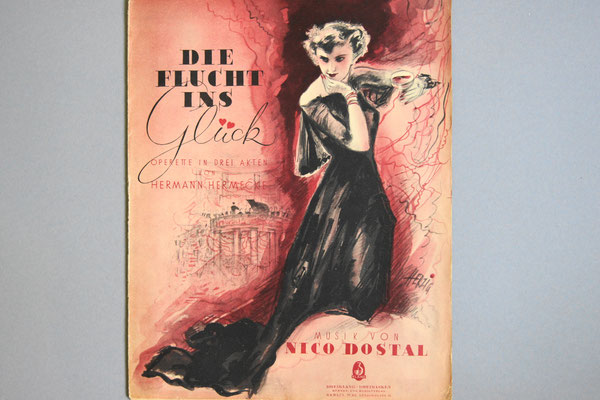 DIE
FLUCHT
INS
Glück
OPERETTE IN DREI AKTEN
VON
HERMANN HERMECKE
MUSIK VON
NICO DOSTAL